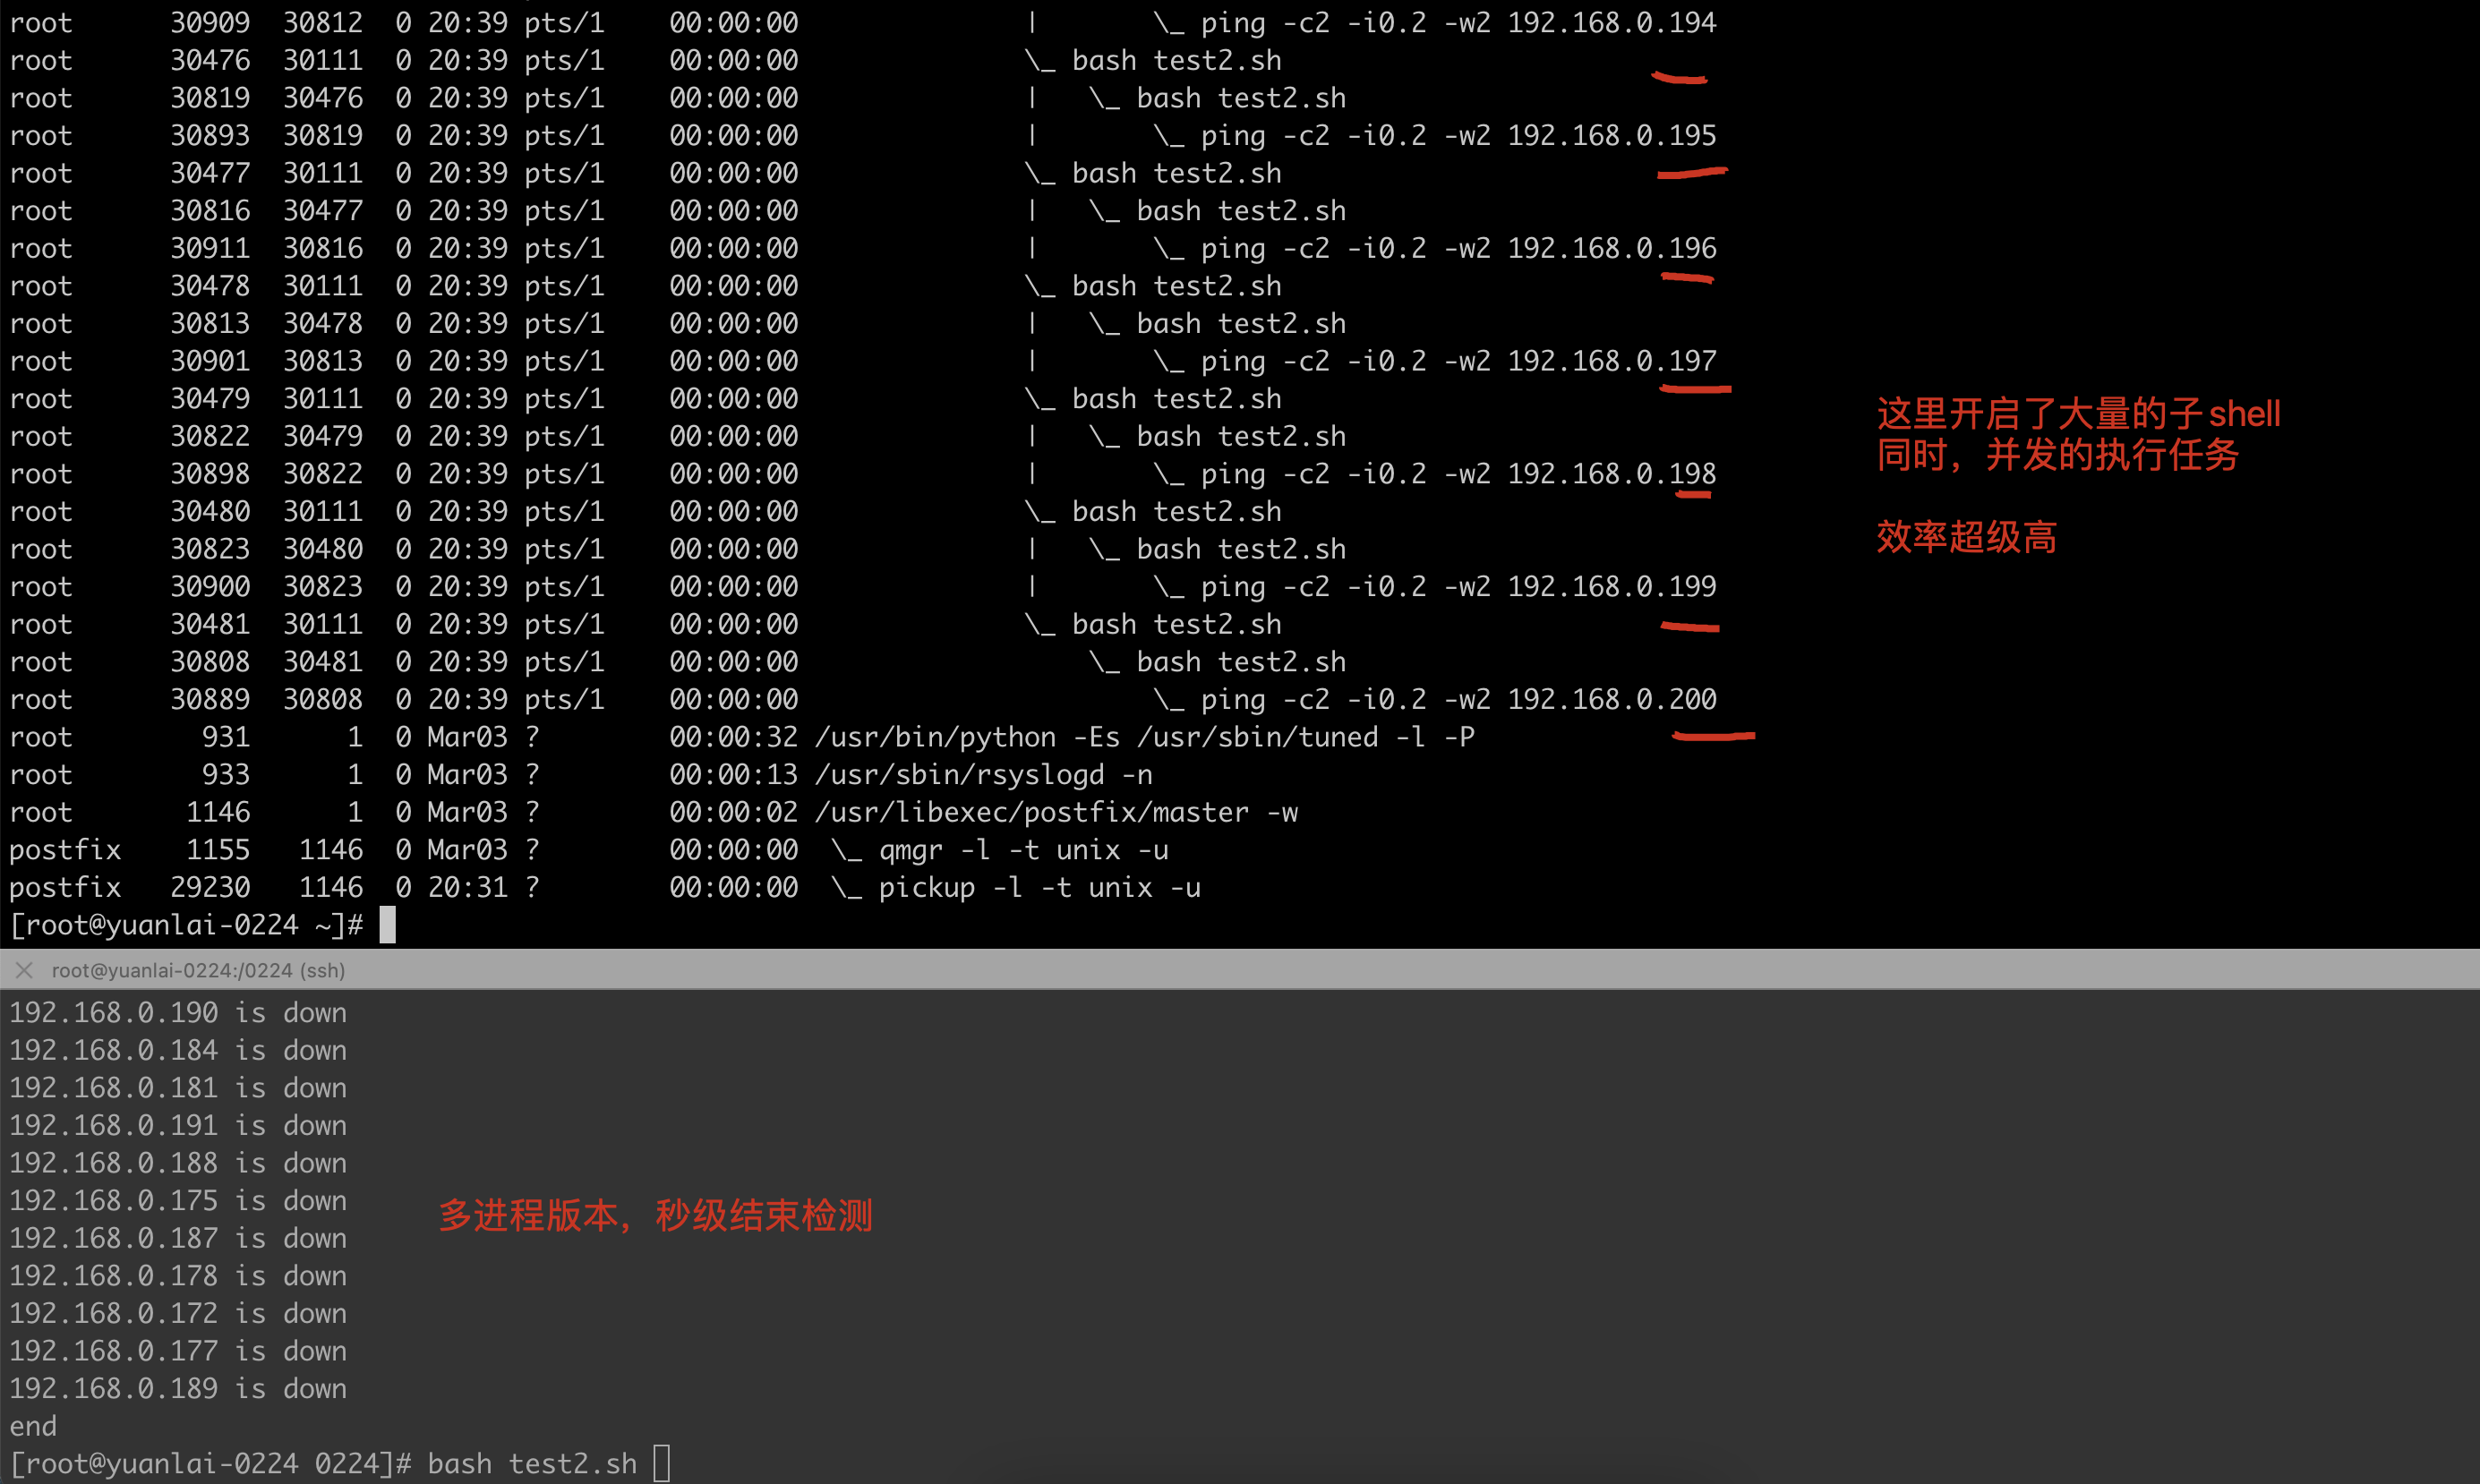 root      30909  30812  0 20:39 pts/1    00:00:00              |       \_ ping -c2 -i0.2 -w2 192.168.0.194
root      30476  30111  0 20:39 pts/1    00:00:00              \_ bash test2.sh
root      30819  30476  0 20:39 pts/1    00:00:00              |   \_ bash test2.sh
root      30893  30819  0 20:39 pts/1    00:00:00              |       \_ ping -c2 -i0.2 -w2 192.168.0.195
root      30477  30111  0 20:39 pts/1    00:00:00              \_ bash test2.sh
root      30816  30477  0 20:39 pts/1    00:00:00              |   \_ bash test2.sh
root      30911  30816  0 20:39 pts/1    00:00:00              |       \_ ping -c2 -i0.2 -w2 192.168.0.196
root      30478  30111  0 20:39 pts/1    00:00:00              \_ bash test2.sh
root      30813  30478  0 20:39 pts/1    00:00:00              |   \_ bash test2.sh
root      30901  30813  0 20:39 pts/1    00:00:00              |       \_ ping -c2 -i0.2 -w2 192.168.0.197
root      30479  30111  0 20:39 pts/1    00:00:00              \_ bash test2.sh
root      30822  30479  0 20:39 pts/1    00:00:00              |   \_ bash test2.sh
root      30898  30822  0 20:39 pts/1    00:00:00              |       \_ ping -c2 -i0.2 -w2 192.168.0.198
root      30480  30111  0 20:39 pts/1    00:00:00              \_ bash test2.sh
root      30823  30480  0 20:39 pts/1    00:00:00              |   \_ bash test2.sh
root      30900  30823  0 20:39 pts/1    00:00:00              |       \_ ping -c2 -i0.2 -w2 192.168.0.199
root      30481  30111  0 20:39 pts/1    00:00:00              \_ bash test2.sh
root      30808  30481  0 20:39 pts/1    00:00:00                  \_ bash test2.sh
root      30889  30808  0 20:39 pts/1    00:00:00                      \_ ping -c2 -i0.2 -w2 192.168.0.200
root        931      1  0 Mar03 ?        00:00:32 /usr/bin/python -Es /usr/sbin/tuned -l -P
root        933      1  0 Mar03 ?        00:00:13 /usr/sbin/rsyslogd -n
root       1146      1  0 Mar03 ?        00:00:02 /usr/libexec/postfix/master -w
postfix    1155   1146  0 Mar03 ?        00:00:00  \_ qmgr -l -t unix -u
postfix   29230   1146  0 20:31 ?        00:00:00  \_ pickup -l -t unix -u
[root@yuanlai-0224 ~]#
这里开启了大量的子shell
同时，并发的执行任务
效率超级高
root@yuanlai-0224:/0224 (ssh)
192.168.0.190 is down
192.168.0.184 is down
192.168.0.181 is down
192.168.0.191 is down
192.168.0.188 is down
192.168.0.175 is down
192.168.0.187 is down
192.168.0.178 is down
192.168.0.172 is down
192.168.0.177 is down
192.168.0.189 is down
end
[root@yuanlai-0224 0224]# bash test2.sh
多进程版本，秒级结束检测